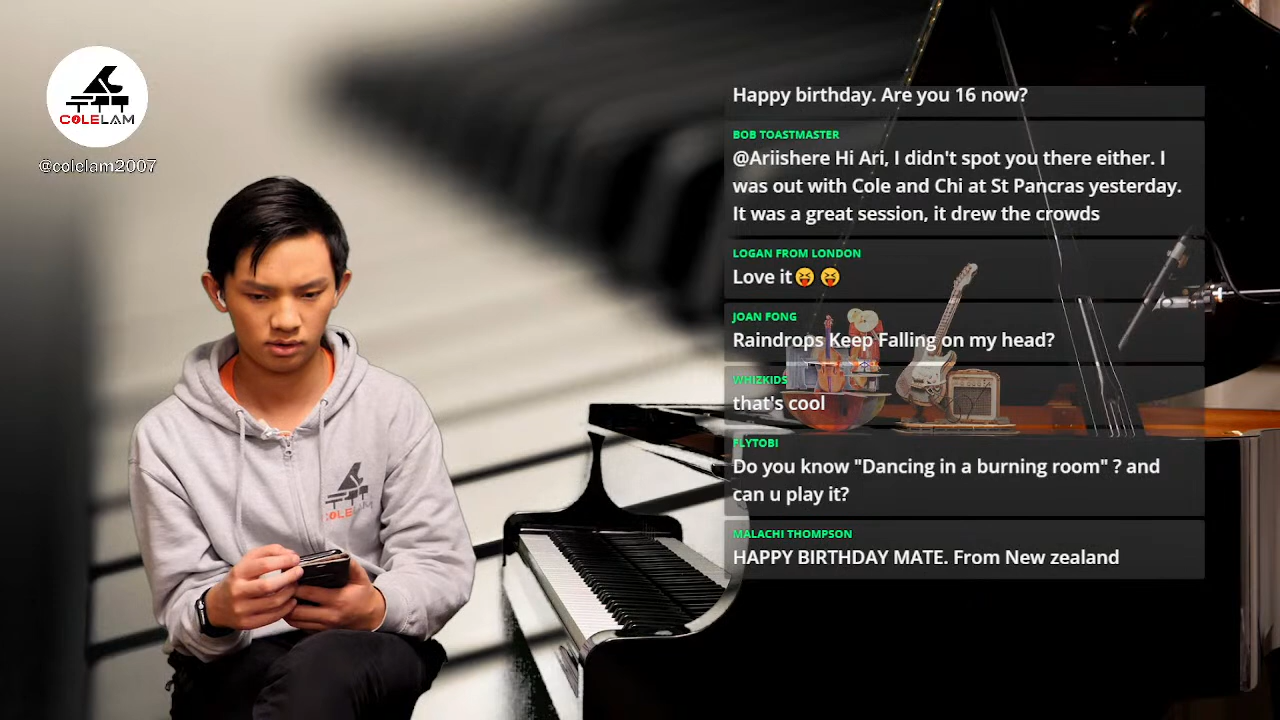 COLELAM
@colelam2007
Happy birthday. Are you 16 now?
BOB TOASTMASTER
@Ariishere Hi Ari, I didn't spot you there either. I
was out with Cole and Chi at St Pancras yesterday.
It was a great session, it drew the crowds
LOGAN FROM LONDON
Love it😝 😝
JOAN FONG
Raindrops Keep Falling on my head?
WHIZKIDS
that's cool
FLYTOBI
Do you know "Dancing in a burning room" ? and
can u play it?
MALACHI THOMPSON
HAPPY BIRTHDAY MATE. From New zealand
COLELAM